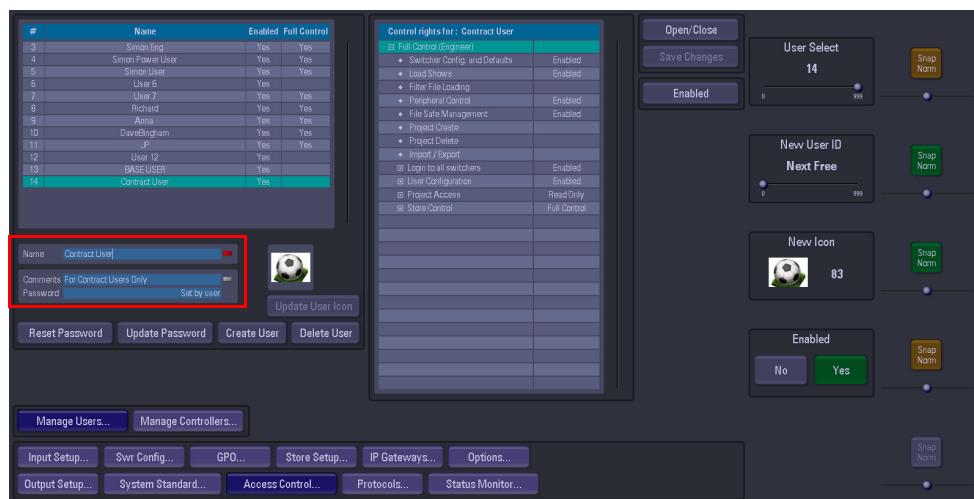 # Name Enabled Full Control
3 Simon Eng Yes Yes
4 Simon Power User Yes Yes
5 Simon User Yes Yes
6 User 6 Yes
7 User 7 Yes Yes
8 Richard Yes Yes
9 Anna Yes Yes
10 DaveBingham Yes Yes
11 JP Yes Yes
12 User 12 Yes
13 BASE USER Yes
14 Contract User Yes
Name Contract User
Comments For Contract Users Only
Password Set by user
Update User Icon
Reset Password Update Password Create User Delete User
Control rights for : Contract User
Full Control (Engineer)
Switcher Config. and Defaults Enabled
Load Shows Enabled
Filter File Loading
Peripheral Control Enabled
File Safe Management Enabled
Project Create
Project Delete
Import / Export
Login to all switchers Enabled
User Configuration Enabled
Project Access Read Only
Store Control Full Control
Open/Close
Save Changes
Enabled
User Select
14
0 999
Snap Norm
New User ID
Next Free
0 999
Snap Norm
New Icon
83
Snap Norm
Enabled
No Yes
Snap Norm
Snap Norm
Manage Users... Manage Controllers...
Input Setup... Swr Config... GPO... Store Setup... IP Gateways... Options...
Output Setup... System Standard... Access Control... Protocols... Status Monitor...